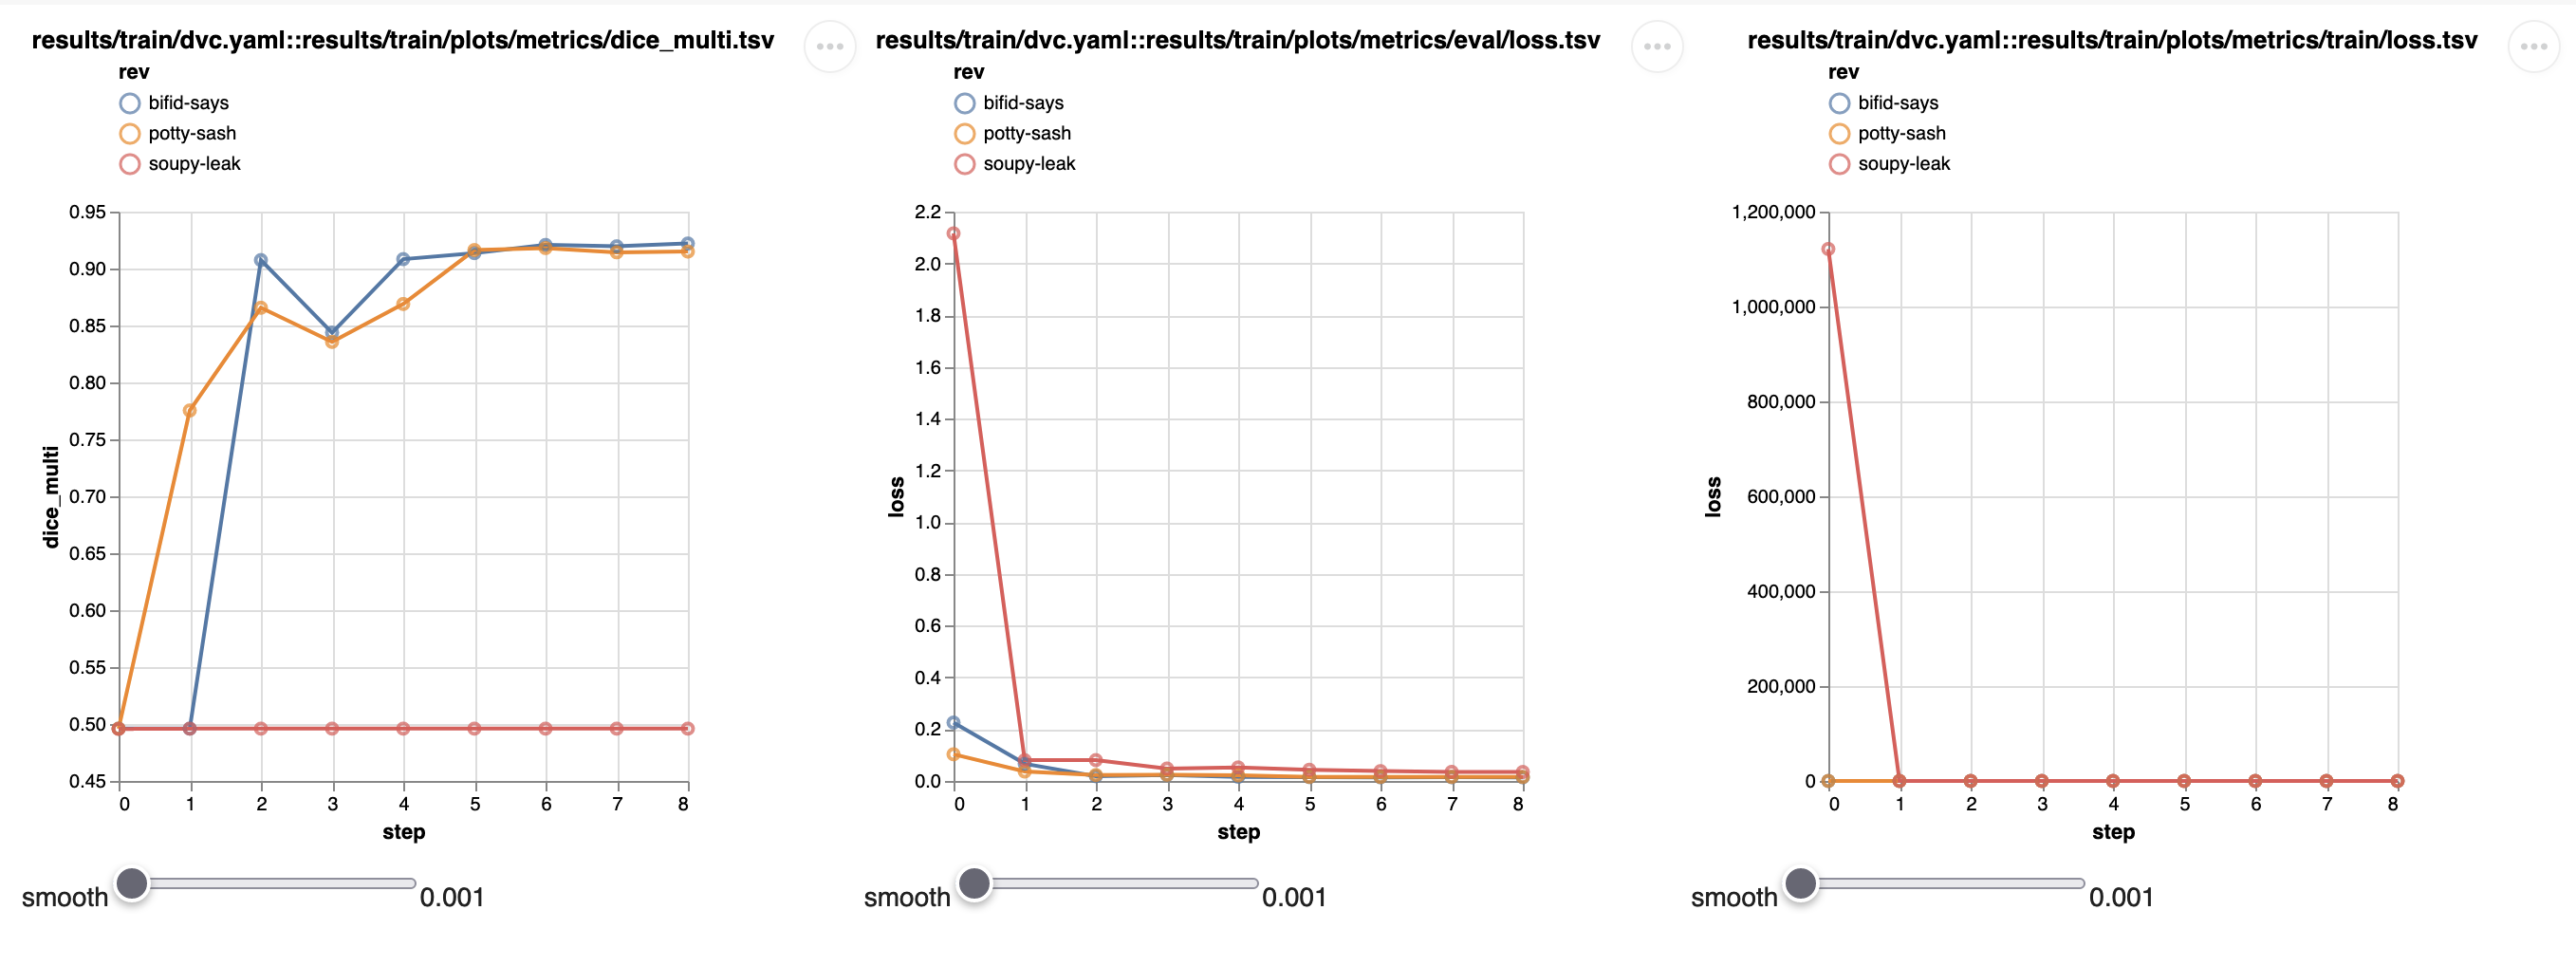 results/train/dvc.yaml::results/train/plots/metrics/dice_multi.tsv
rev
bifid-says
potty-sash
soupy-leak
0.95
0.90
0.85
0.80
0.75
0.70
0.65
0.60
0.55
0.50
0.45
dice_multi
0 1 2 3 4 5 6 7 8
step
smooth 0.001
results/train/dvc.yaml::results/train/plots/metrics/eval/loss.tsv
rev
bifid-says
potty-sash
soupy-leak
2.2
2.0
1.8
1.6
1.4
1.2
1.0
0.8
0.6
0.4
0.2
0.0
loss
0 1 2 3 4 5 6 7 8
step
smooth 0.001
results/train/dvc.yaml::results/train/plots/metrics/train/loss.tsv
rev
bifid-says
potty-sash
soupy-leak
1,200,000
1,000,000
800,000
600,000
400,000
200,000
0
loss
0 1 2 3 4 5 6 7 8
step
smooth 0.001